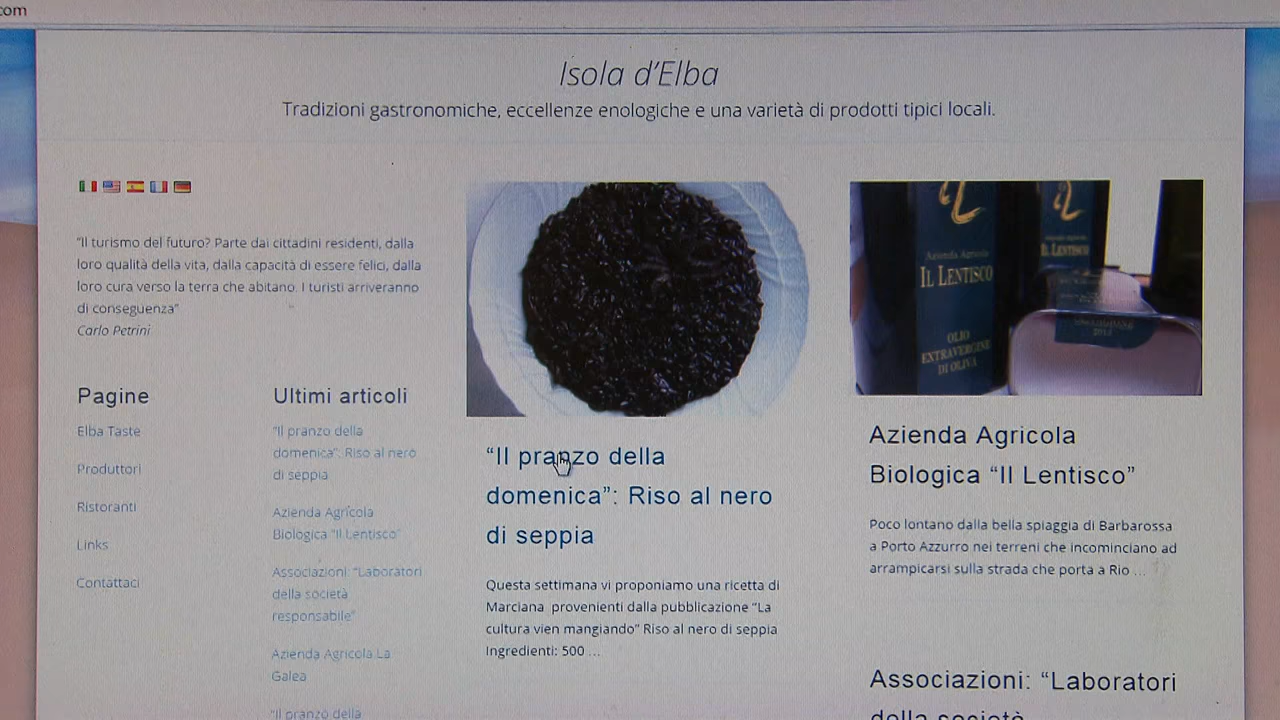 com
Isola d'Elba
Tradizioni gastronomiche, eccellenze enologiche e una varietà di prodotti tipici locali.
"Il turismo del futuro? Parte dai cittadini residenti, dalla
loro qualità della vita, dalla capacità di essere felici, dalla
loro cura verso la terra che abitano. I turisti arriveranno
di conseguenza"
Carlo Petrini
Pagine
Elba Taste
Produttori
Ristoranti
Links
Contattaci
Ultimi articoli
"Il pranzo della
domenica": Riso al nero
di seppia
Azienda Agricola
Biologica "Il Lentisco"
Associazioni: "Laboratori
della società
responsabile"
Azienda Agricola La
Galea
"Il pranzo della
"Il pranzo della
domenica": Riso al nero
di seppia
Questa settimana vi proponiamo una ricetta di
Marciana provenienti dalla pubblicazione "La
cultura vien mangiando" Riso al nero di seppia
Ingredienti: 500 ...
Azienda Agricola
IL LENTISCO
OLIO
EXTRAVERGINE
DI OLIVA
IL LENTISCO
Azienda Agricola
Biologica "Il Lentisco"
Poco lontano dalla bella spiaggia di Barbarossa
a Porto Azzurro nei terreni che incominciano ad
arrampicarsi sulla strada che porta a Rio ...
Associazioni: "Laboratori
della società